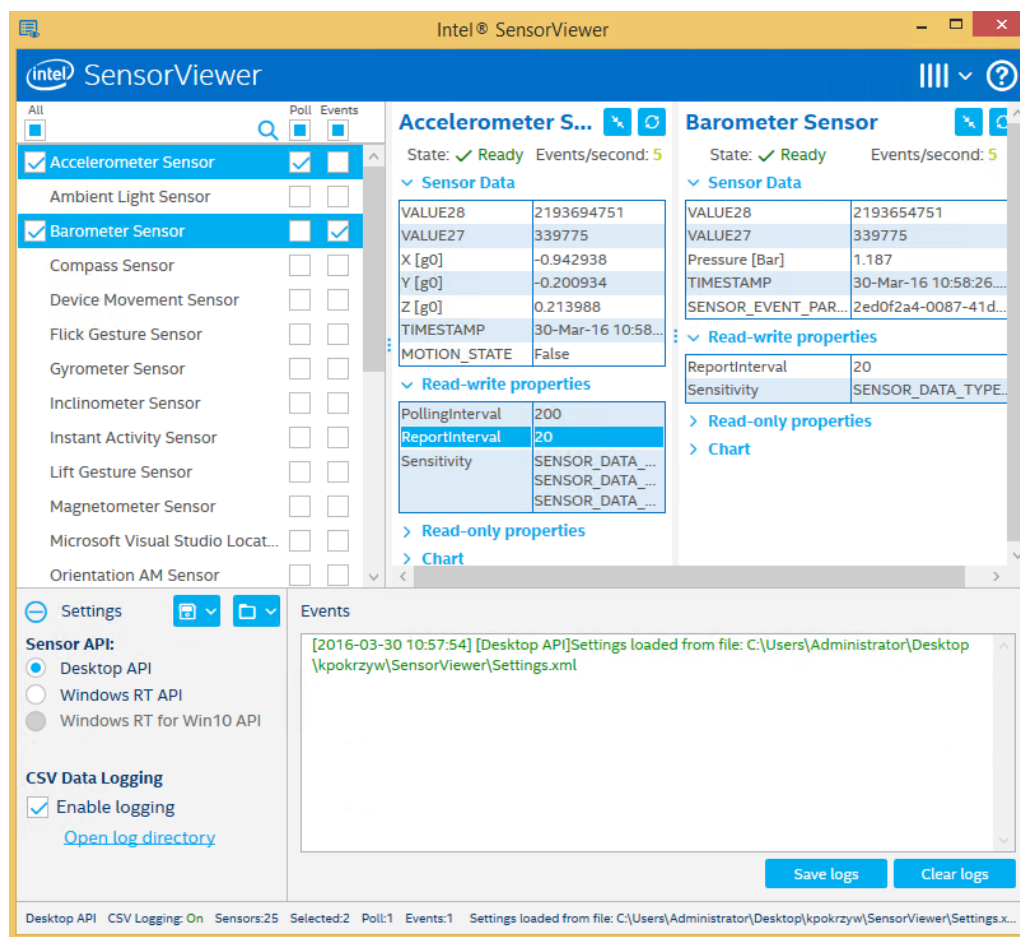 Intel® SensorViewer
intel SensorViewer
All Poll Events
Accelerometer Sensor
Ambient Light Sensor
Barometer Sensor
Compass Sensor
Device Movement Sensor
Flick Gesture Sensor
Gyrometer Sensor
Inclinometer Sensor
Instant Activity Sensor
Lift Gesture Sensor
Magnetometer Sensor
Microsoft Visual Studio Locat...
Orientation AM Sensor
Accelerometer S...
State: Ready Events/second: 5
Sensor Data
VALUE28 2193694751
VALUE27 339775
X [g0] -0.942938
Y [g0] -0.200934
Z [g0] 0.213988
TIMESTAMP 30-Mar-16 10:58...
MOTION_STATE False
Read-write properties
PollingInterval 200
ReportInterval 20
Sensitivity SENSOR_DATA_...
SENSOR_DATA_...
SENSOR_DATA_...
Read-only properties
Chart
Barometer Sensor
State: Ready Events/second: 5
Sensor Data
VALUE28 2193654751
VALUE27 339775
Pressure [Bar] 1.187
TIMESTAMP 30-Mar-16 10:58:26....
SENSOR_EVENT_PAR... 2ed0f2a4-0087-41d...
Read-write properties
ReportInterval 20
Sensitivity SENSOR_DATA_TYPE...
Read-only properties
Chart
Settings
Sensor API:
Desktop API
Windows RT API
Windows RT for Win10 API
CSV Data Logging
Enable logging
Open log directory
Events
[2016-03-30 10:57:54] [Desktop API]Settings loaded from file: C:\Users\Administrator\Desktop
\kpokrzyw\SensorViewer\Settings.xml
Save logs Clear logs
Desktop API CSV Logging: On Sensors:25 Selected:2 Poll:1 Events:1 Settings loaded from file: C:\Users\Administrator\Desktop\kpokrzyw\SensorViewer\Settings.x...